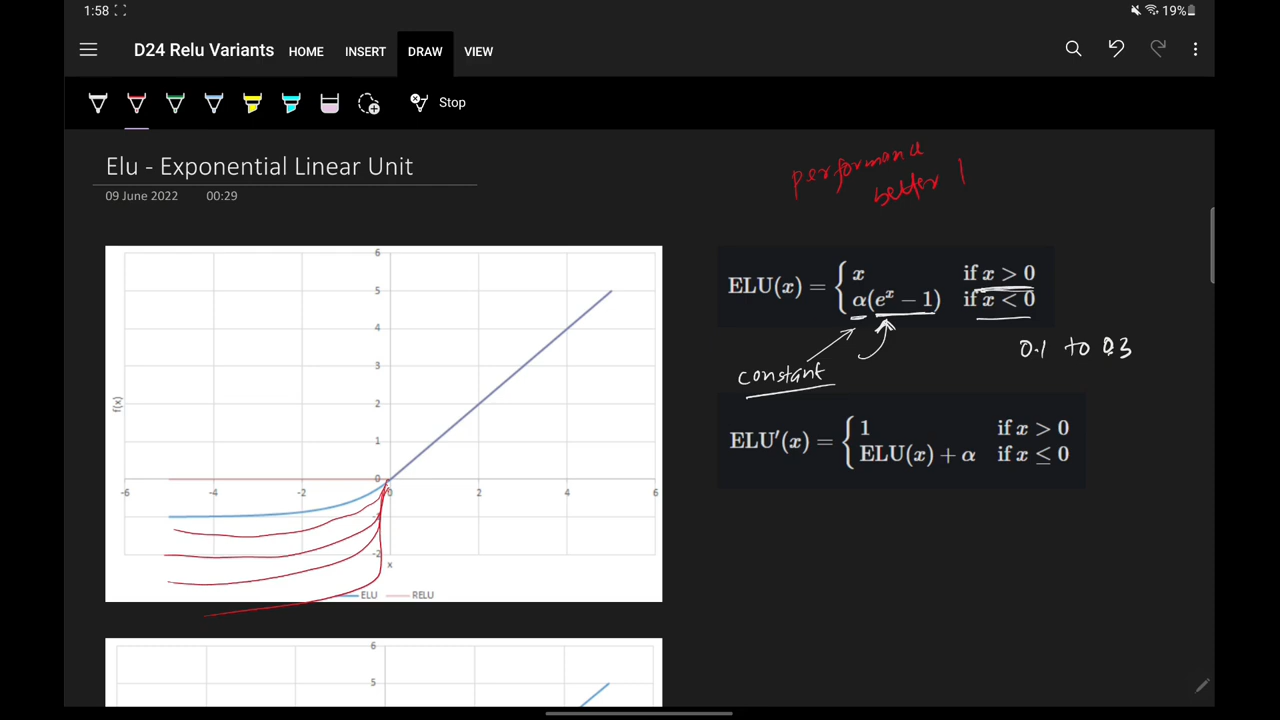 1:58
19%
D24 Relu Variants HOME INSERT DRAW VIEW
Stop
Elu - Exponential Linear Unit
09 June 2022 00:29
performance
better
6
5
4
3
2
1
0
-6 -4 -2 0 2 4 6
-1
-2
f(x)
x
ELU RELU
ELU(x) = { x if x > 0
α(eˣ − 1) if x < 0
0.1 to 0.3
constant
ELU′(x) = { 1 if x > 0
ELU(x) + α if x ≤ 0
6
5